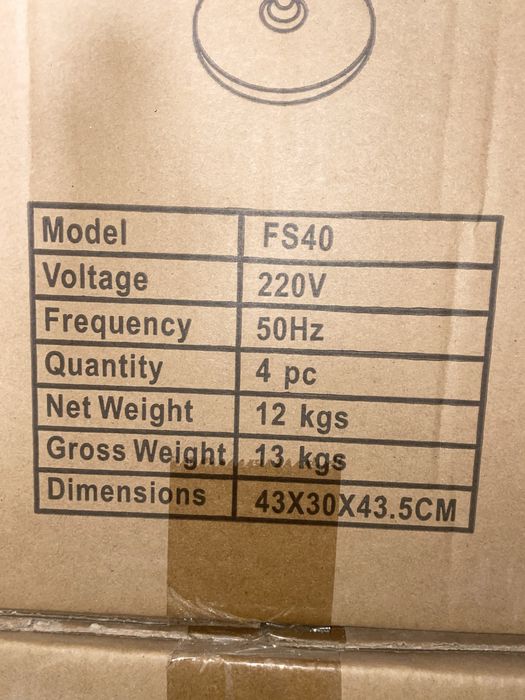 Model FS40
Voltage 220V
Frequency 50Hz
Quantity 4 pc
Net Weight 12 kgs
Gross Weight 13 kgs
Dimensions 43X30X43.5CM